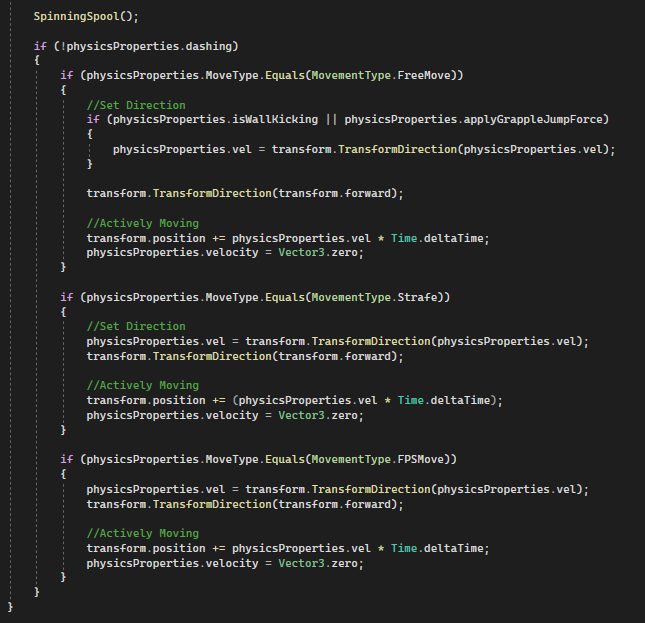 SpinningSpool();
if (!physicsProperties.dashing)
{
if (physicsProperties.MoveType.Equals(MovementType.FreeMove))
{
//Set Direction
if (physicsProperties.isWallKicking || physicsProperties.applyGrappleJumpForce)
{
physicsProperties.vel = transform.TransformDirection(physicsProperties.vel);
}
transform.TransformDirection(transform.forward);
//Actively Moving
transform.position += physicsProperties.vel * Time.deltaTime;
physicsProperties.velocity = Vector3.zero;
}
if (physicsProperties.MoveType.Equals(MovementType.Strafe))
{
//Set Direction
physicsProperties.vel = transform.TransformDirection(physicsProperties.vel);
transform.TransformDirection(transform.forward);
//Actively Moving
transform.position += (physicsProperties.vel * Time.deltaTime);
physicsProperties.velocity = Vector3.zero;
}
if (physicsProperties.MoveType.Equals(MovementType.FPSMove))
{
physicsProperties.vel = transform.TransformDirection(physicsProperties.vel);
transform.TransformDirection(transform.forward);
//Actively Moving
transform.position += physicsProperties.vel * Time.deltaTime;
physicsProperties.velocity = Vector3.zero;
}
}
}